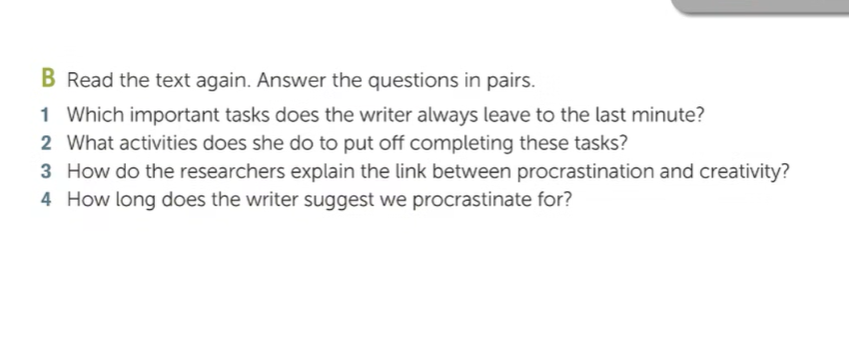 B Read the text again. Answer the questions in pairs.
1 Which important tasks does the writer always leave to the last minute?
2 What activities does she do to put off completing these tasks?
3 How do the researchers explain the link between procrastination and creativity?
4 How long does the writer suggest we procrastinate for?